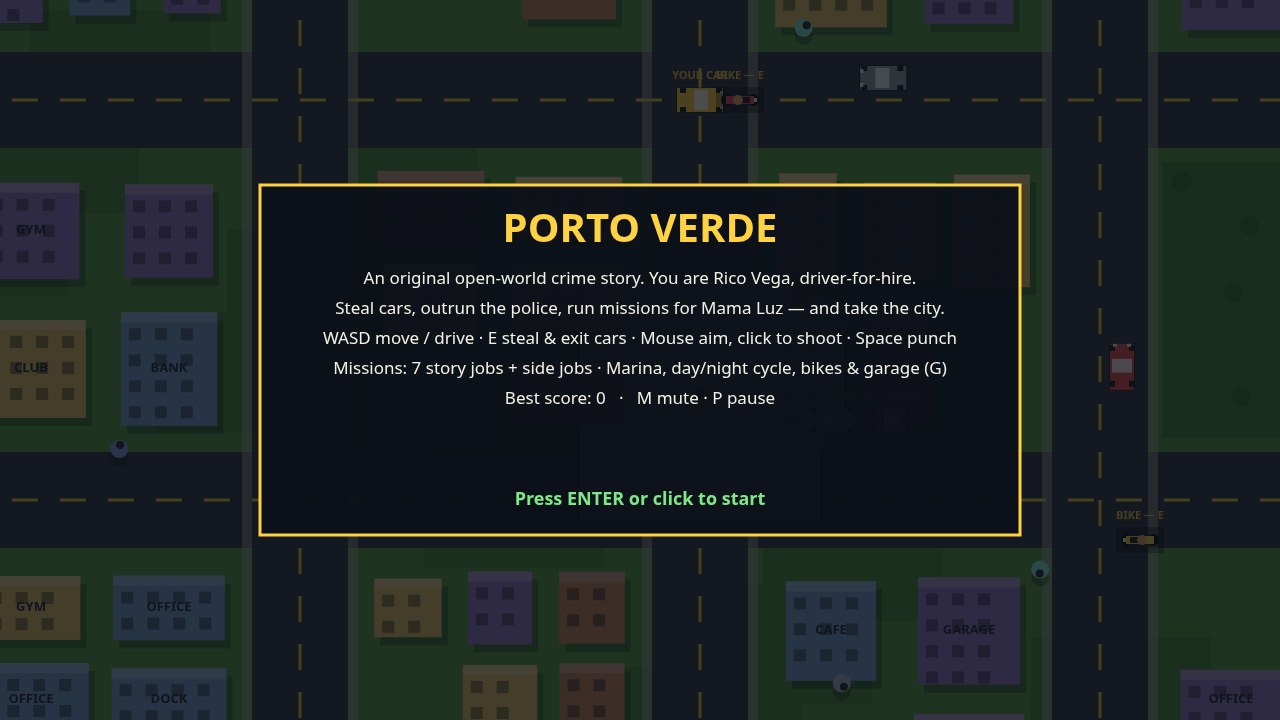 YOUR CAR
BIKE — E
GYM
CLUB
BANK
PORTO VERDE
An original open-world crime story. You are Rico Vega, driver-for-hire.
Steal cars, outrun the police, run missions for Mama Luz — and take the city.
WASD move / drive · E steal & exit cars · Mouse aim, click to shoot · Space punch
Missions: 7 story jobs + side jobs · Marina, day/night cycle, bikes & garage (G)
Best score: 0 · M mute · P pause
Press ENTER or click to start
BIKE — E
GYM
OFFICE
CAFE
GARAGE
OFFICE
DOCK
OFFICE